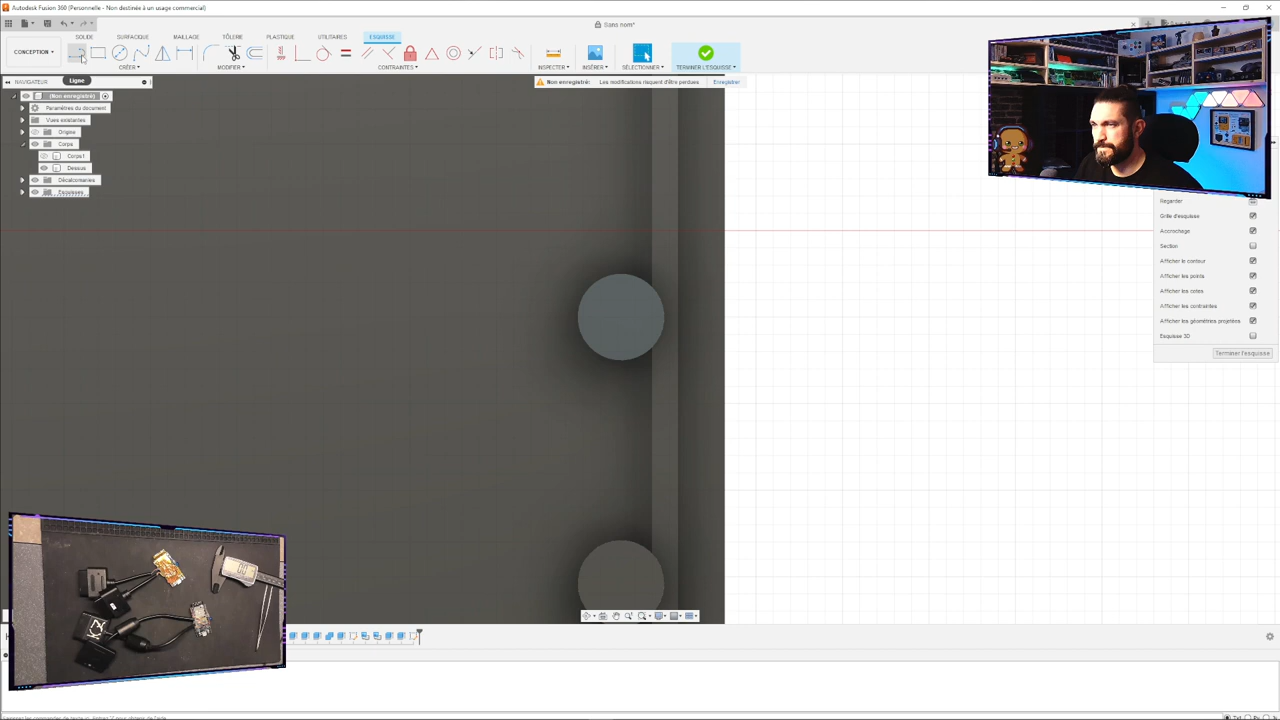 Autodesk Fusion 360 (Personnelle - Non destinée à un usage commercial)
Sans nom*
SOLIDE SURFACIQUE MAILLAGE TÔLERIE PLASTIQUE UTILITAIRES ESQUISSE
CONCEPTION
CRÉER MODIFIER CONTRAINTES INSPECTER INSÉRER SÉLECTIONNER TERMINER L'ESQUISSE
Ligne
NAVIGATEUR
Non enregistré: Les modifications risquent d'être perdues Enregistrer
(Non enregistré)
Paramètres du document
Vues existantes
Origine
Corps
Corps1
Dessus
Décalcomanies
Esquisses
Regarder
Grille d'esquisse
Accrochage
Section
Afficher le contour
Afficher les points
Afficher les cotes
Afficher les contraintes
Afficher les géométries projetées
Esquisse 3D
Terminer l'esquisse
Txt